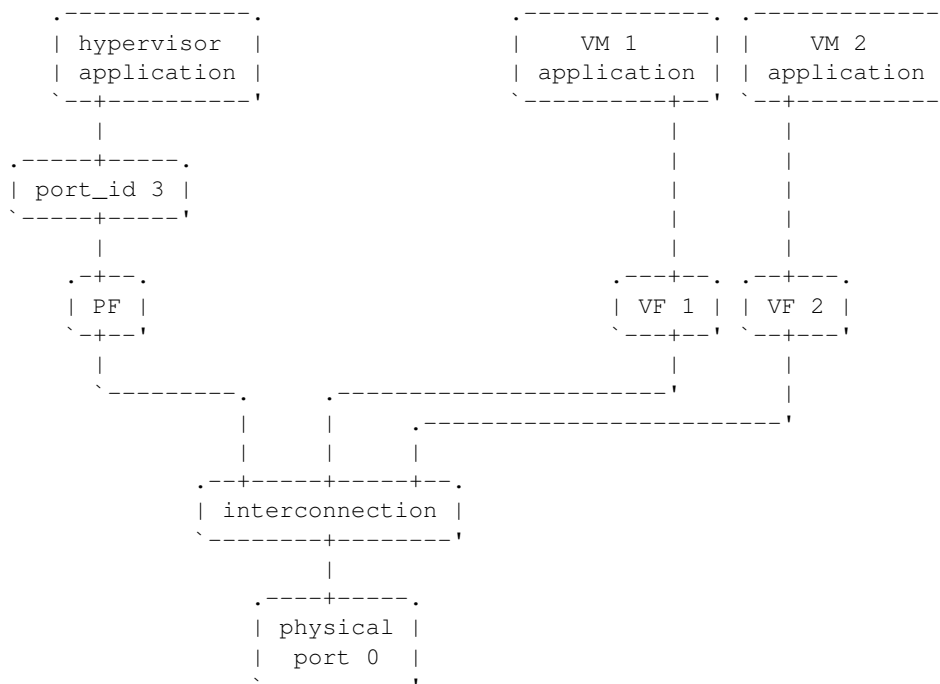 hypervisor
application
VM 1
application
VM 2
application
port_id 3
PF
VF 1
VF 2
interconnection
physical
port 0